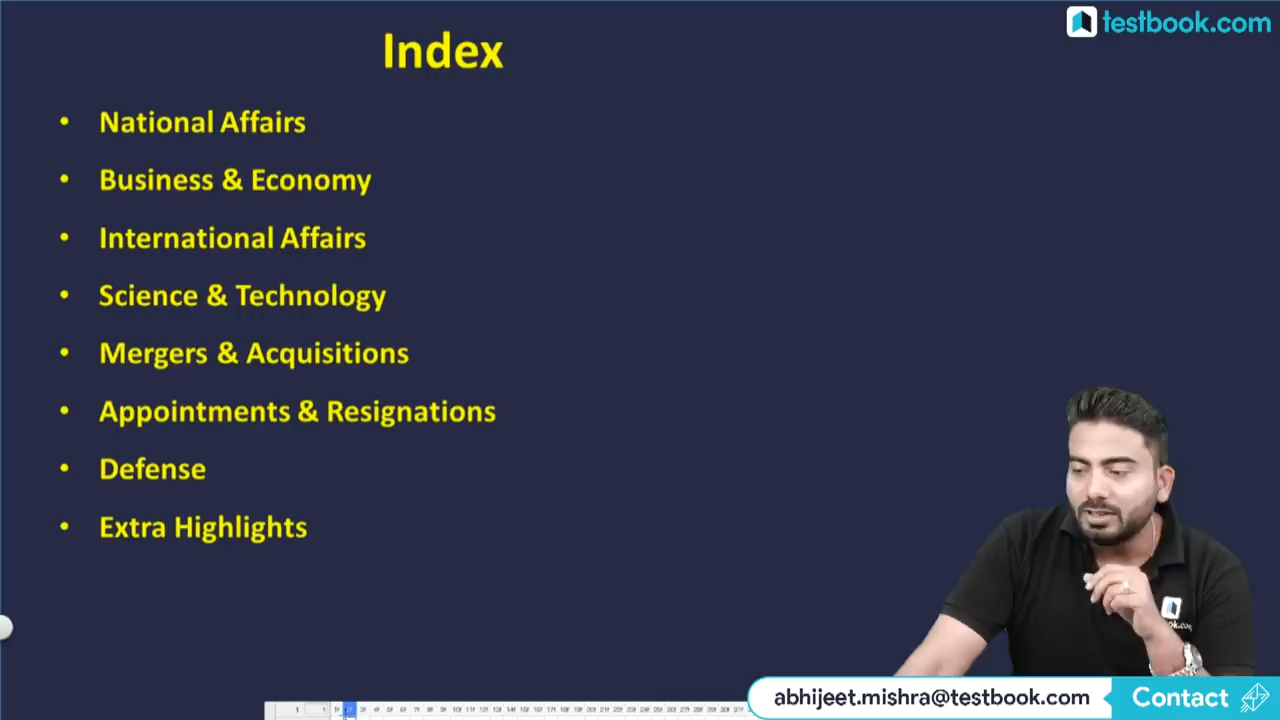 testbook.com
Index
• National Affairs
• Business & Economy
• International Affairs
• Science & Technology
• Mergers & Acquisitions
• Appointments & Resignations
• Defense
• Extra Highlights
abhijeet.mishra@testbook.com
Contact